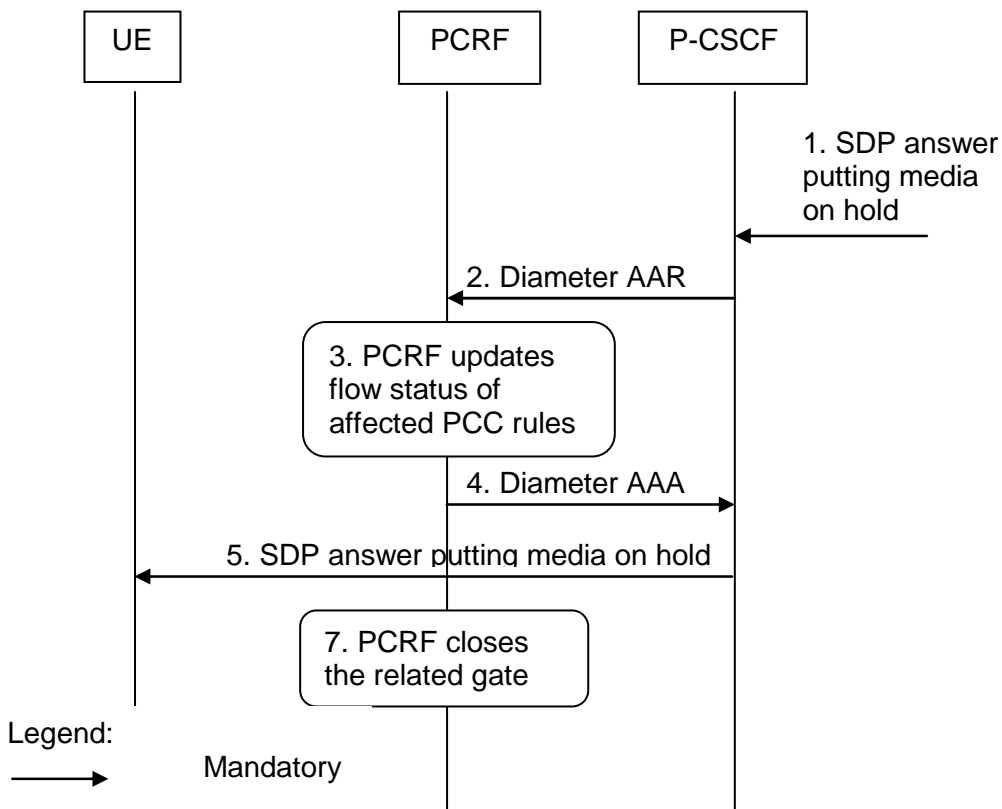 UE
PCRF
P-CSCF
1. SDP answer
putting media
on hold
2. Diameter AAR
3. PCRF updates
flow status of
affected PCC rules
4. Diameter AAA
5. SDP answer putting media on hold
7. PCRF closes
the related gate
Legend:
Mandatory